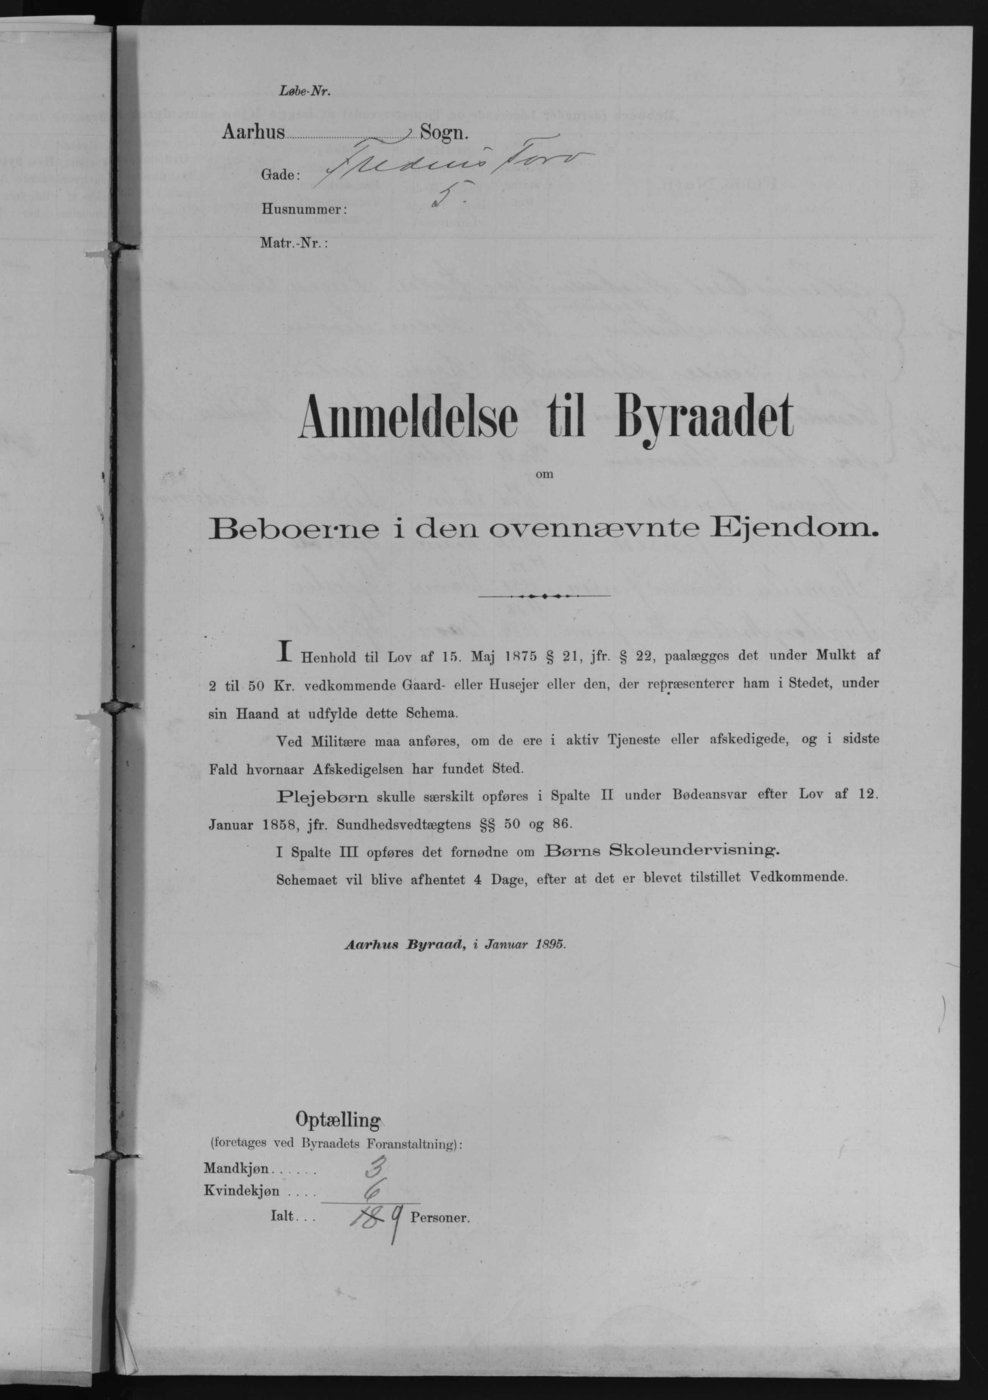 Løbe-Nr.
Aarhus Sogn.
Gade: Fredens Torv
Husnummer: 5.
Matr.-Nr.:
Anmeldelse til Byraadet
om
Beboerne i den ovennævnte Ejendom.
I Henhold til Lov af 15. Maj 1875 § 21, jfr. § 22, paalægges det under Mulkt af
2 til 50 Kr. vedkommende Gaard- eller Husejer eller den, der repræsenterer ham i Stedet, under
sin Haand at udfylde dette Schema.
Ved Militære maa anføres, om de ere i aktiv Tjeneste eller afskedigede, og i sidste
Fald hvornaar Afskedigelsen har fundet Sted.
Plejebørn skulle særskilt opføres i Spalte II under Bødeansvar efter Lov af 12.
Januar 1858, jfr. Sundhedsvedtægtens §§ 50 og 86.
I Spalte III opføres det fornødne om Børns Skoleundervisning.
Schemaet vil blive afhentet 4 Dage, efter at det er blevet tilstillet Vedkommende.
Aarhus Byraad, i Januar 1895.
Optælling
(foretages ved Byraadets Foranstaltning):
Mandkjøn...... 3
Kvindekjøn .... 6
Ialt... 18 9 Personer.